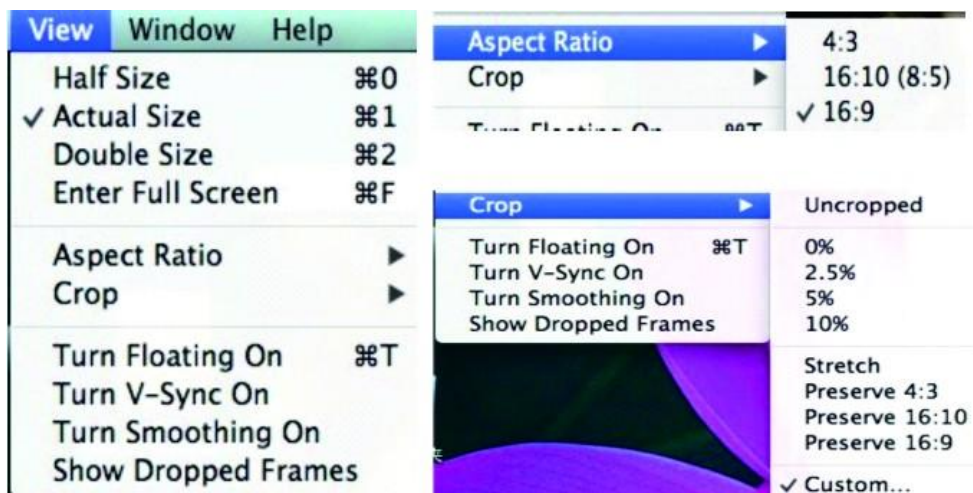 View Window Help
Half Size ⌘0
✓ Actual Size ⌘1
Double Size ⌘2
Enter Full Screen ⌘F
Aspect Ratio ▶
Crop ▶
Turn Floating On ⌘T
Turn V-Sync On
Turn Smoothing On
Show Dropped Frames
Aspect Ratio ▶ 4:3
Crop ▶ 16:10 (8:5)
✓ 16:9
Turn Floating On ⌘T
Crop ▶ Uncropped
Turn Floating On ⌘T 0%
Turn V-Sync On 2.5%
Turn Smoothing On 5%
Show Dropped Frames 10%
Stretch
Preserve 4:3
Preserve 16:10
Preserve 16:9
✓ Custom...